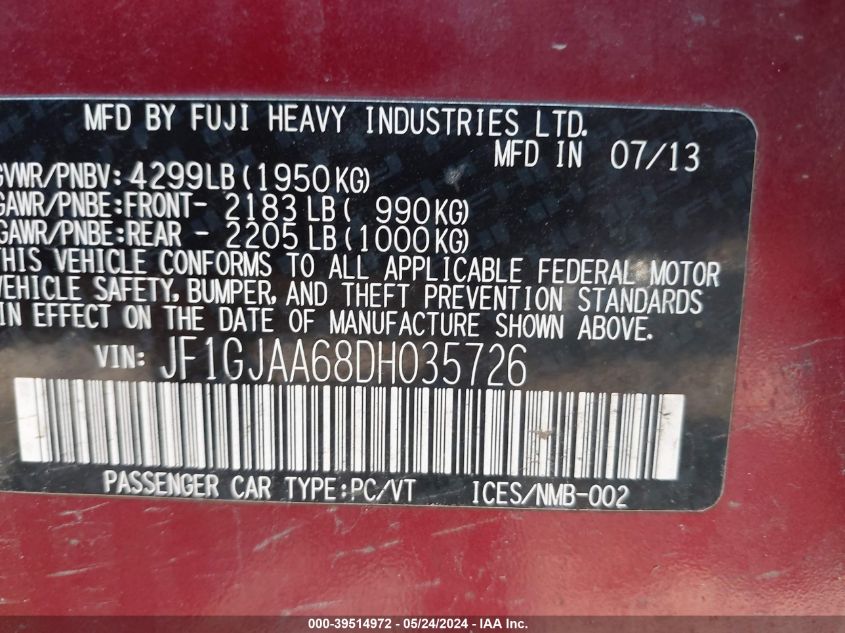 MFD BY FUJI HEAVY INDUSTRIES LTD.
MFD IN 07/13
GVWR/PNBV: 4299LB (1950KG)
GAWR/PNBE: FRONT- 2183 LB ( 990KG)
GAWR/PNBE: REAR - 2205 LB (1000KG)
THIS VEHICLE CONFORMS TO ALL APPLICABLE FEDERAL MOTOR
VEHICLE SAFETY, BUMPER, AND THEFT PREVENTION STANDARDS
IN EFFECT ON THE DATE OF MANUFACTURE SHOWN ABOVE.
VIN: JF1GJAA68DH035726
PASSENGER CAR TYPE: PC/VT ICES/NMB-002
000-39514972 - 05/24/2024 - IAA Inc.